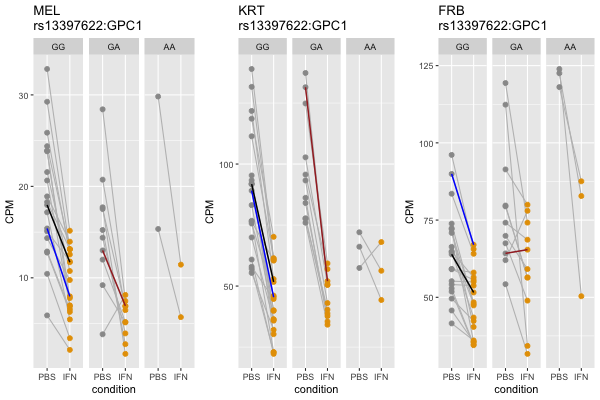 MEL
rs13397622:GPC1
GG GA AA
CPM
30
20
10
PBS IFN PBS IFN PBS IFN
condition
KRT
rs13397622:GPC1
GG GA AA
CPM
100
50
PBS IFN PBS IFN PBS IFN
condition
FRB
rs13397622:GPC1
GG GA AA
CPM
125
100
75
50
PBS IFN PBS IFN PBS IFN
condition